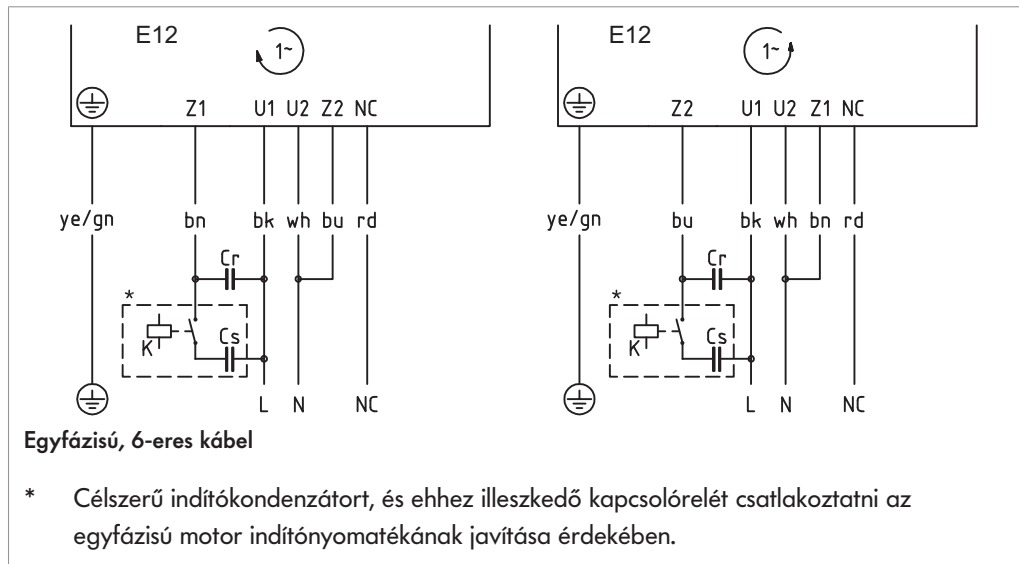 E12 1~ E12 1~
Z1 U1 U2 Z2 NC Z2 U1 U2 Z1 NC
ye/gn bn bk wh bu rd ye/gn bu bk wh bn rd
Cr Cr
* *
K Cs K Cs
L N NC L N NC
Egyfázisú, 6-eres kábel
* Célszerű indítókondenzátort, és ehhez illeszkedő kapcsolórelét csatlakoztatni az
egyfázisú motor indítónyomatékának javítása érdekében.